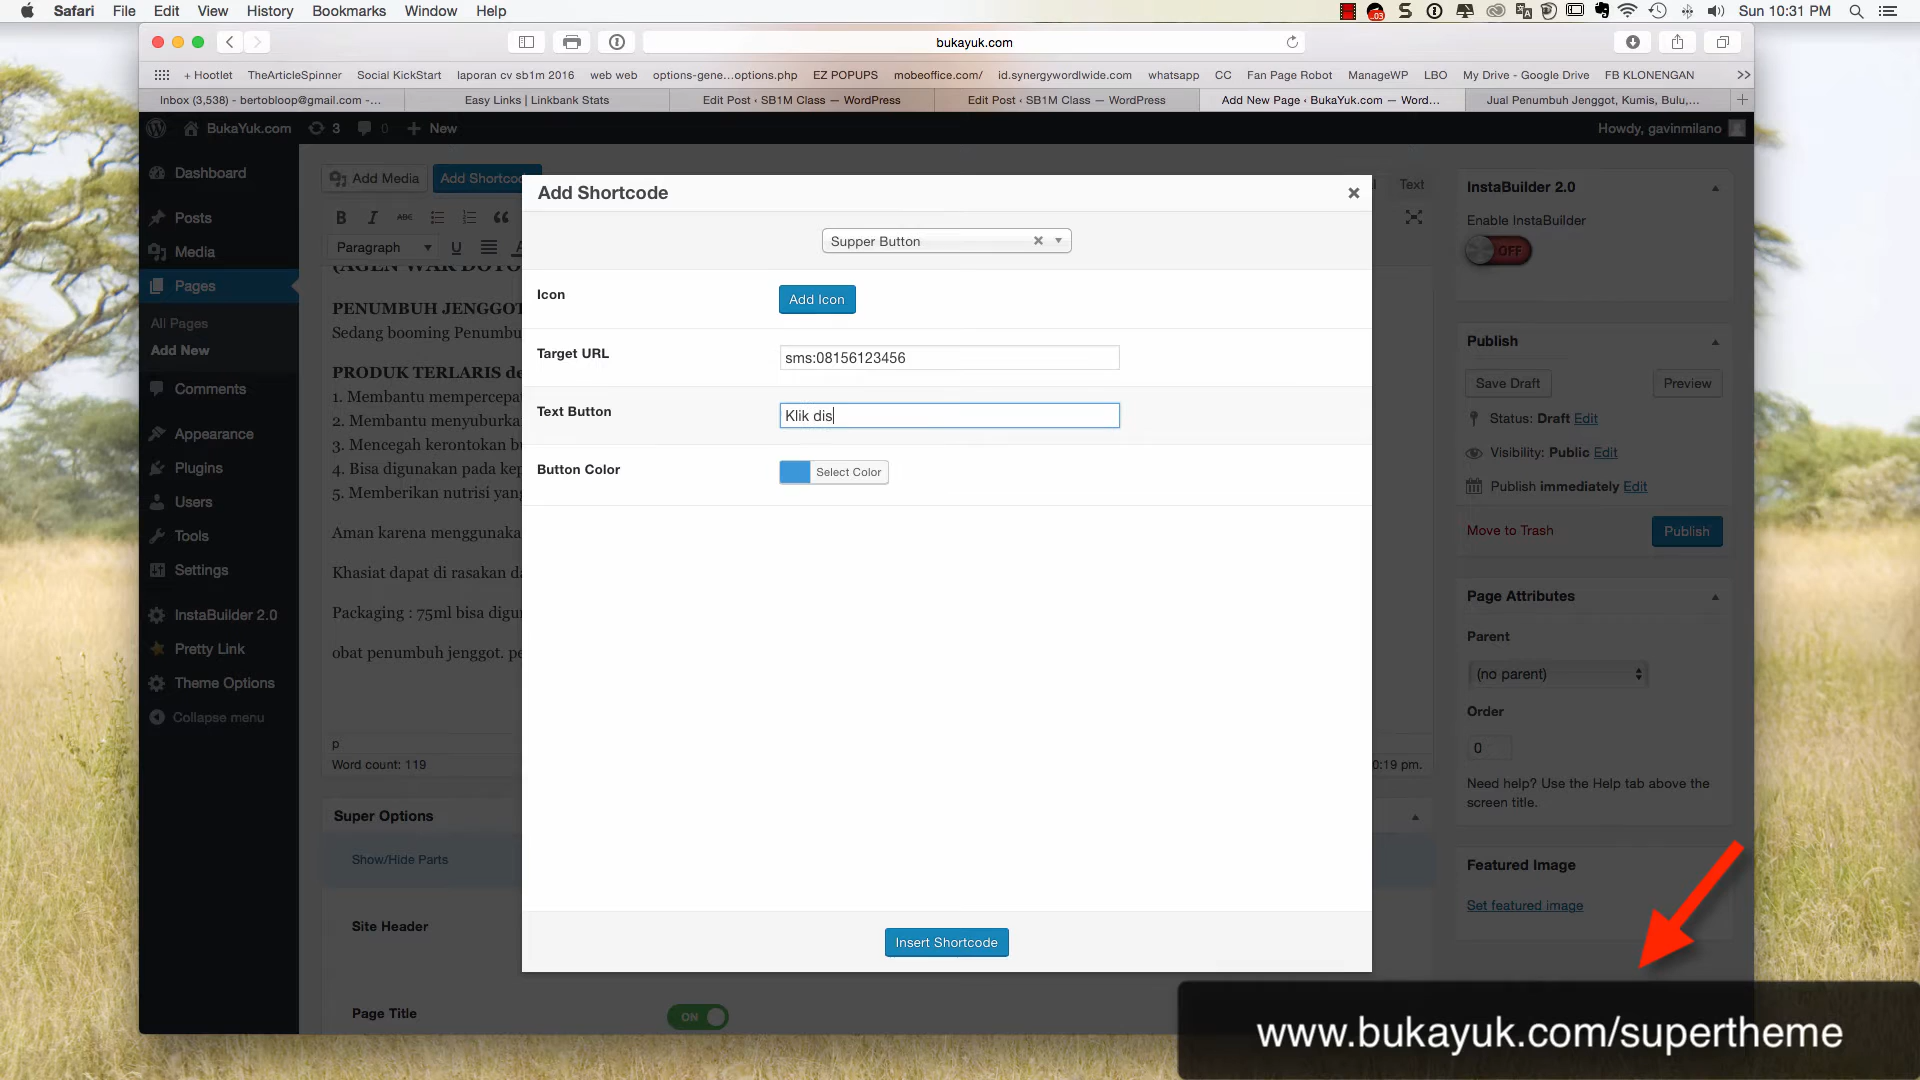 Safari File Edit View History Bookmarks Window Help
Sun 10:31 PM
bukayuk.com
+ Hootlet TheArticleSpinner Social KickStart laporan cv sb1m 2016 web web options-gene...options.php EZ POPUPS mobeoffice.com/ id.synergywordlwide.com whatsapp CC Fan Page Robot ManageWP LBO My Drive - Google Drive FB KLONENGAN
Inbox (3,538) - bertobloop@gmail.com -... Easy Links | Linkbank Stats Edit Post ‹ SB1M Class — WordPress Edit Post ‹ SB1M Class — WordPress Add New Page ‹ BukaYuk.com — Word... Jual Penumbuh Jenggot, Kumis, Bulu,...
BukaYuk.com 3 0 + New
Howdy, gavinmilano
Dashboard
Posts
Media
Pages
All Pages
Add New
Comments
Appearance
Plugins
Users
Tools
Settings
InstaBuilder 2.0
Pretty Link
Theme Options
Collapse menu
Add Media
Text
B I ABC
Paragraph U
PENUMBUH JENGGOT
Sedang booming Penumbu
PRODUK TERLARIS de
1. Membantu mempercepa
2. Membantu menyuburka
3. Mencegah kerontokan b
4. Bisa digunakan pada kep
5. Memberikan nutrisi yang
Aman karena menggunaka
Khasiat dapat di rasakan da
Packaging : 75ml bisa digu
obat penumbuh jenggot. pe
p
Word count: 119
0:19 pm.
Super Options
Show/Hide Parts
Site Header
Page Title
ON
Add Shortcode
Supper Button
Icon
Add Icon
Target URL
sms:08156123456
Text Button
Klik dis
Button Color
Select Color
Insert Shortcode
InstaBuilder 2.0
Enable InstaBuilder
OFF
Publish
Save Draft Preview
Status: Draft Edit
Visibility: Public Edit
Publish immediately Edit
Move to Trash Publish
Page Attributes
Parent
(no parent)
Order
0
Need help? Use the Help tab above the
screen title.
Featured Image
Set featured image
www.bukayuk.com/supertheme